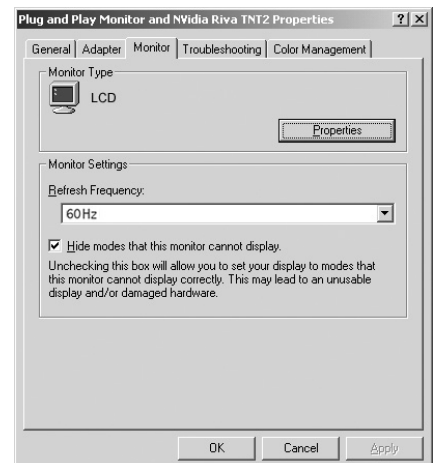 Plug and Play Monitor and NVidia Riva TNT2 Properties
General Adapter Monitor Troubleshooting Color Management
Monitor Type
LCD
Properties
Monitor Settings
Refresh Frequency:
60Hz
Hide modes that this monitor cannot display.
Unchecking this box will allow you to set your display to modes that
this monitor cannot display correctly. This may lead to an unusable
display and/or damaged hardware.
OK Cancel Apply